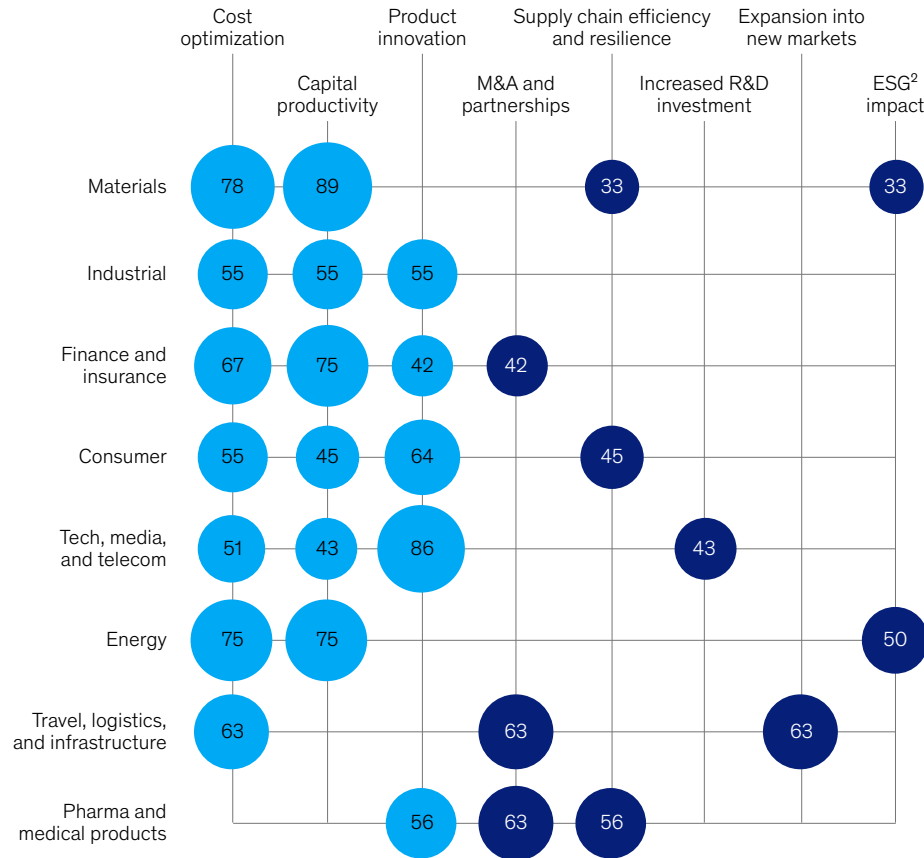 Cost
optimization
Product
innovation
Supply chain efficiency
and resilience
Expansion into
new markets
Capital
productivity
M&A and
partnerships
Increased R&D
investment
ESG²
impact
Materials
78
89
33
33
Industrial
55
55
55
Finance and
insurance
67
75
42
42
Consumer
55
45
64
45
Tech, media,
and telecom
51
43
86
43
Energy
75
75
50
Travel, logistics,
and infrastructure
63
63
63
Pharma and
medical products
56
63
56